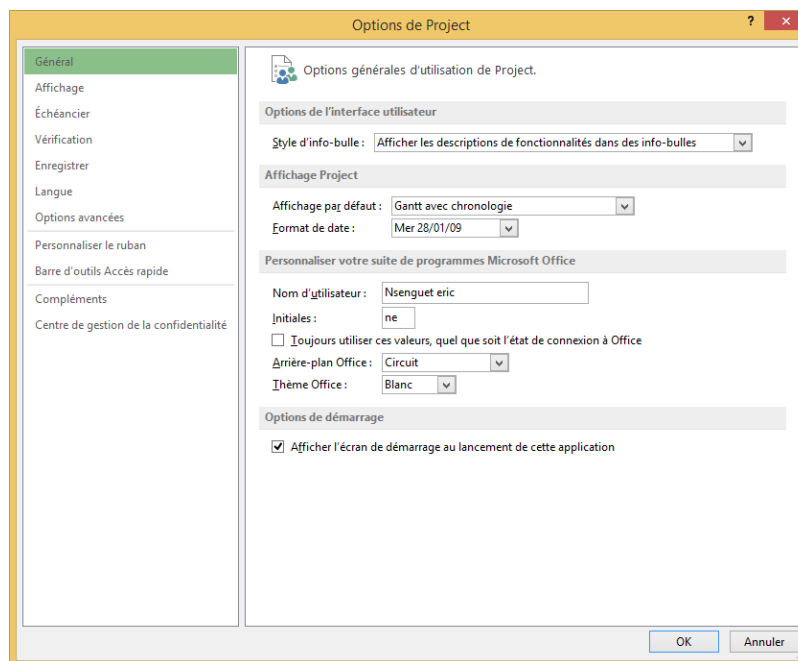 Options de Project
?
Général
Affichage
Échéancier
Vérification
Enregistrer
Langue
Options avancées
Personnaliser le ruban
Barre d'outils Accès rapide
Compléments
Centre de gestion de la confidentialité
Options générales d'utilisation de Project.
Options de l'interface utilisateur
Style d'info-bulle : Afficher les descriptions de fonctionnalités dans des info-bulles
Affichage Project
Affichage par défaut : Gantt avec chronologie
Format de date : Mer 28/01/09
Personnaliser votre suite de programmes Microsoft Office
Nom d'utilisateur : Nsenguet eric
Initiales : ne
Toujours utiliser ces valeurs, quel que soit l'état de connexion à Office
Arrière-plan Office : Circuit
Thème Office : Blanc
Options de démarrage
Afficher l'écran de démarrage au lancement de cette application
OK Annuler